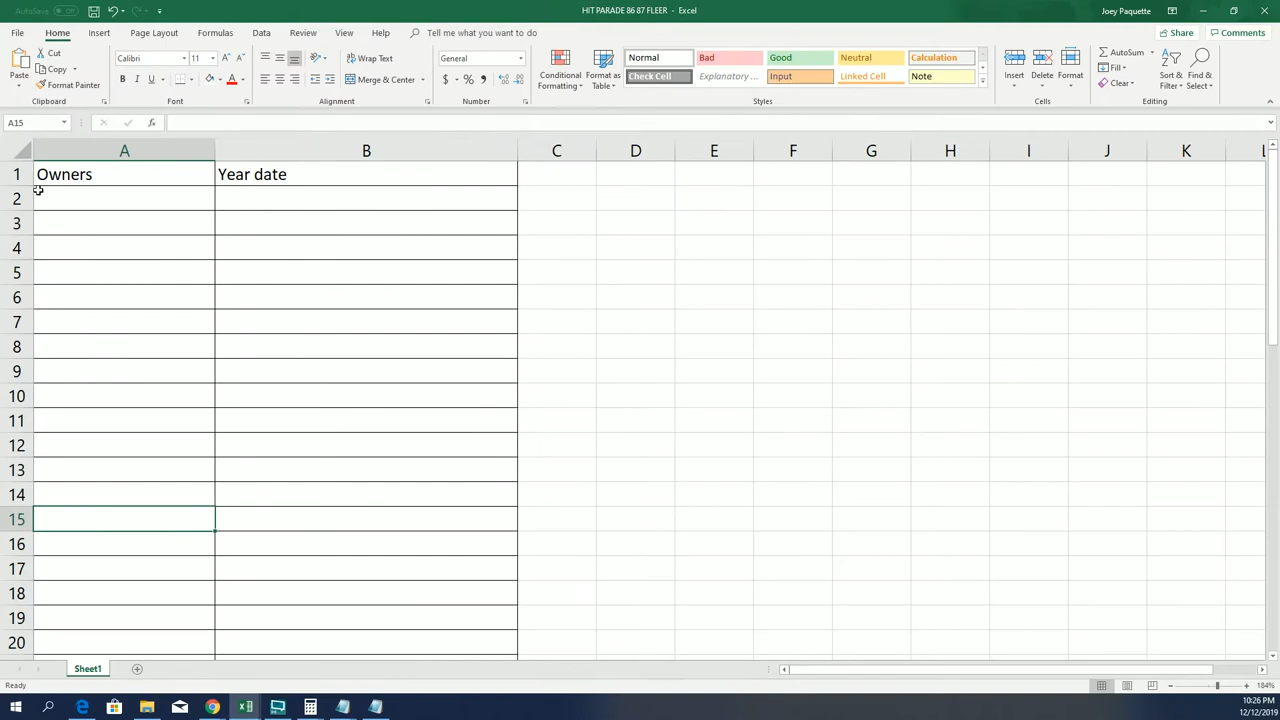 AutoSave Off
HIT PARADE 86 87 FLEER - Excel
Joey Paquette
File Home Insert Page Layout Formulas Data Review View Help Tell me what you want to do Share Comments
Paste Cut Copy Format Painter
Calibri 11 B I U A
Wrap Text Merge & Center
General $ % ,
Conditional Formatting Format as Table
Normal Bad Good Neutral Calculation
Check Cell Explanatory ... Input Linked Cell Note
Insert Delete Format
AutoSum Fill Clear Sort & Filter Find & Select
Clipboard Font Alignment Number Styles Cells Editing
A15 fx
A B C D E F G H I J K L
1 Owners Year date
2
3
4
5
6
7
8
9
10
11
12
13
14
15
16
17
18
19
20
Sheet1
Ready 184%
10:26 PM
12/12/2019